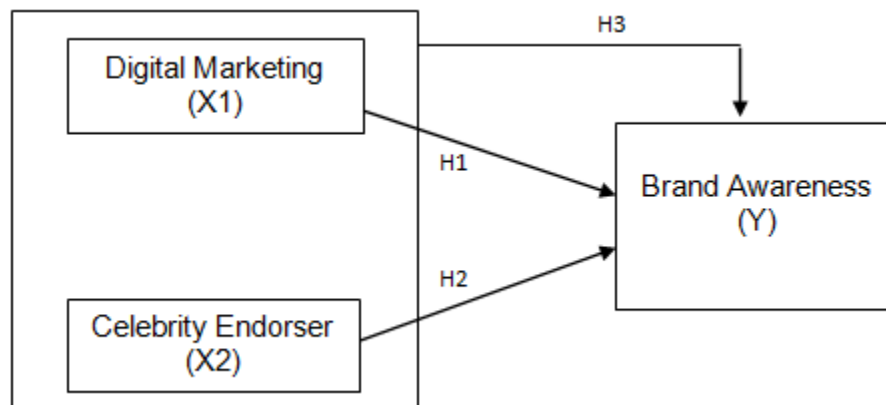 H3
Digital Marketing
(X1)
H1
Brand Awareness
(Y)
H2
Celebrity Endorser
(X2)